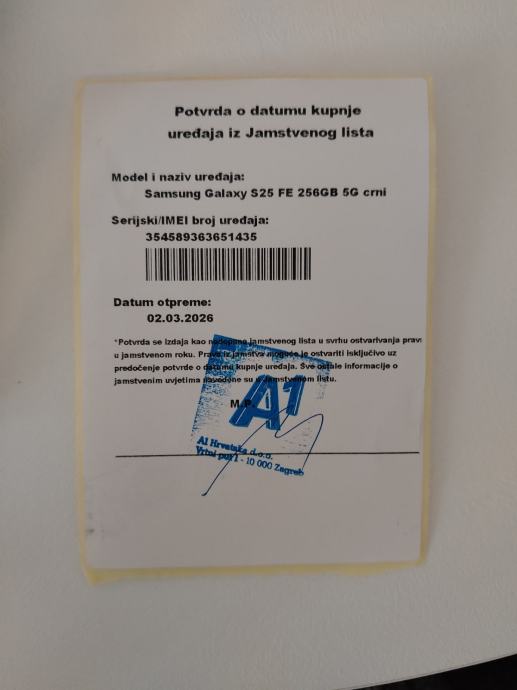 Potvrda o datumu kupnje
uređaja iz Jamstvenog lista
Model i naziv uređaja:
Samsung Galaxy S25 FE 256GB 5G crni
Serijski/IMEI broj uređaja:
354589363651435
Datum otpreme:
02.03.2026
*Potvrda se izdaje kao nadopuna jamstvenog lista u svrhu ostvarivanja prava
u jamstvenom roku. Prava iz jamstva moguće je ostvariti isključivo uz
predočenje potvrde o datumu kupnje uređaja. Sve ostale informacije o
jamstvenim uvjetima navedene su u Jamstvenom listu.
M.P.
A1
A1 Hrvatska d.o.o.
Vrtni put 1 - 10 000 Zagreb